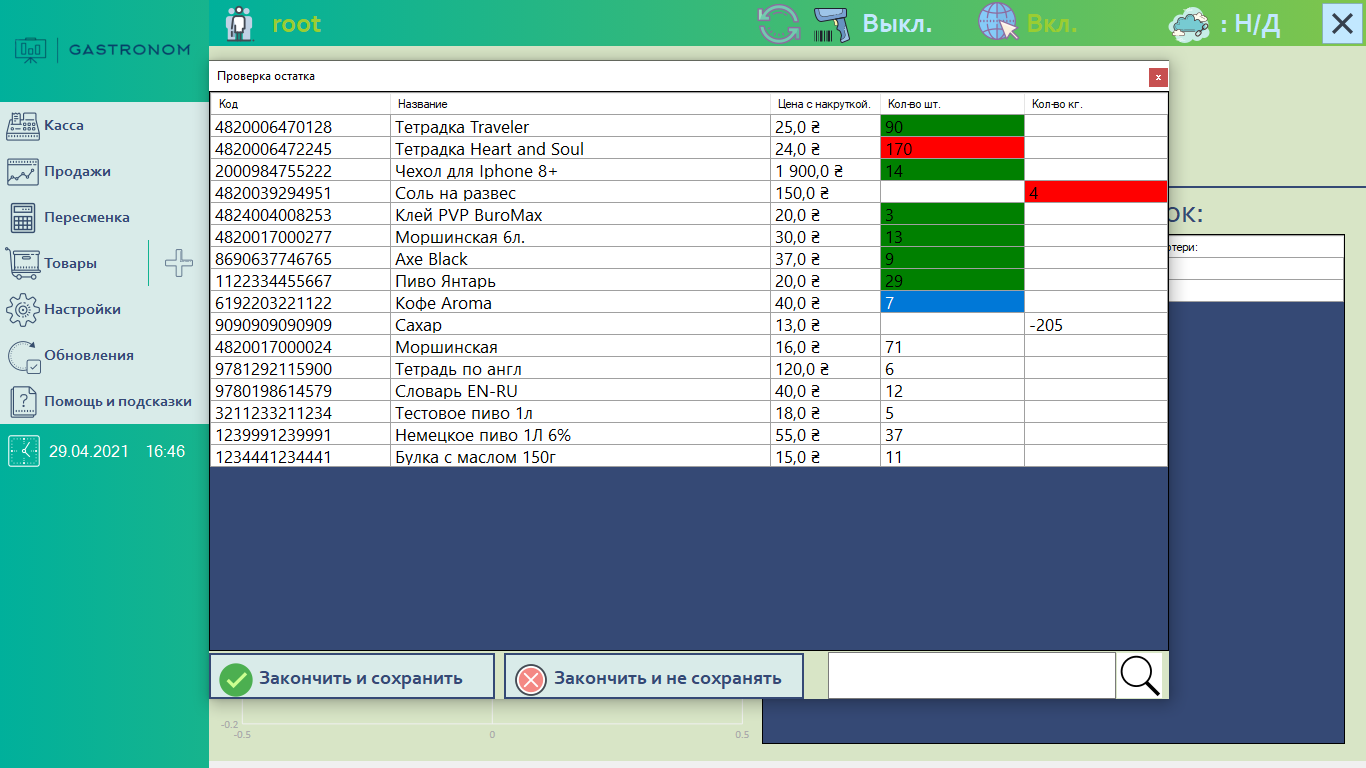 GASTRONOM
root
Выкл.
Вкл.
: Н/Д
Касса
Продажи
Пересменка
Товары
Настройки
Обновления
Помощь и подсказки
29.04.2021 16:46
Проверка остатка
x
Код Название Цена с накруткой. Кол-во шт. Кол-во кг.
4820006470128 Тетрадка Traveler 25,0 ₴ 90
4820006472245 Тетрадка Heart and Soul 24,0 ₴ 170
2000984755222 Чехол для Iphone 8+ 1 900,0 ₴ 14
4820039294951 Соль на развес 150,0 ₴ 4
4824004008253 Клей PVP BuroMax 20,0 ₴ 3
4820017000277 Моршинская 6л. 30,0 ₴ 13
8690637746765 Axe Black 37,0 ₴ 9
1122334455667 Пиво Янтарь 20,0 ₴ 29
6192203221122 Кофе Aroma 40,0 ₴ 7
9090909090909 Сахар 13,0 ₴ -205
4820017000024 Моршинская 16,0 ₴ 71
9781292115900 Тетрадь по англ 120,0 ₴ 6
9780198614579 Словарь EN-RU 40,0 ₴ 12
3211233211234 Тестовое пиво 1л 18,0 ₴ 5
1239991239991 Немецкое пиво 1Л 6% 55,0 ₴ 37
1234441234441 Булка с маслом 150г 15,0 ₴ 11
ок:
отери:
Закончить и сохранить
Закончить и не сохранять
-0.2
-0.5 0 0.5